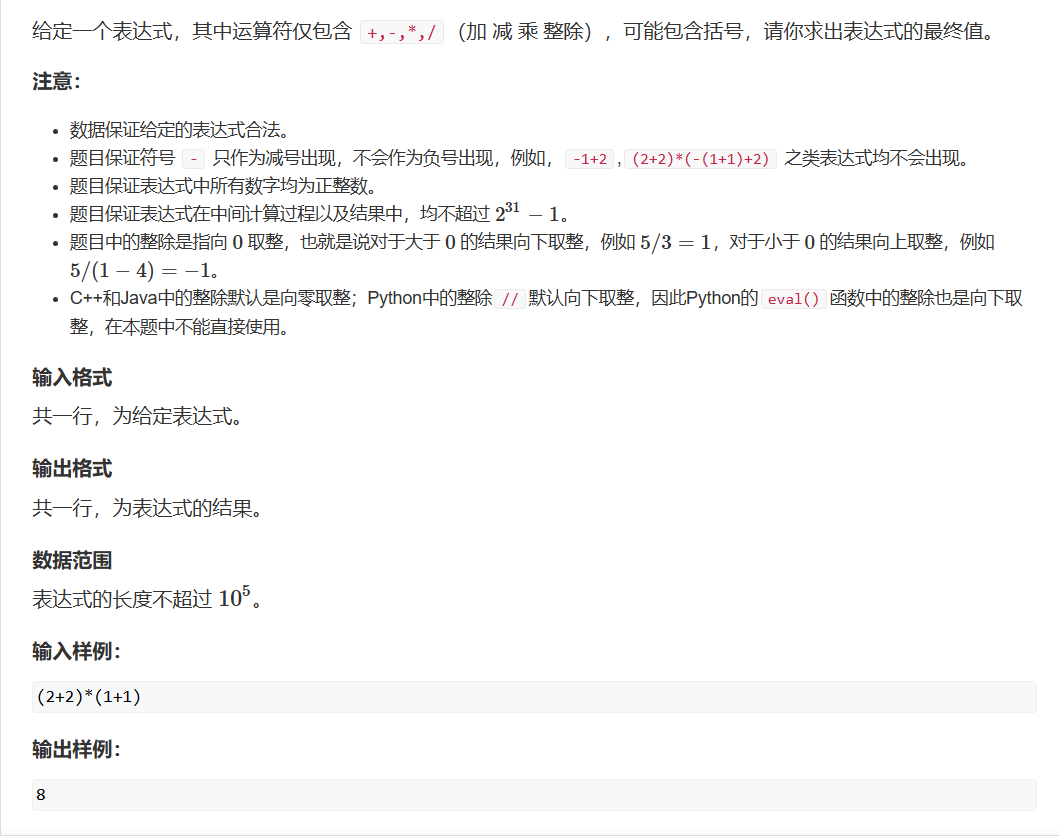 给定一个表达式，其中运算符仅包含 +,-,*,/ （加 减 乘 整除），可能包含括号，请你求出表达式的最终值。
注意：
• 数据保证给定的表达式合法。
• 题目保证符号 - 只作为减号出现，不会作为负号出现，例如， -1+2 , (2+2)*(-(1+1)+2) 之类表达式均不会出现。
• 题目保证表达式中所有数字均为正整数。
• 题目保证表达式在中间计算过程以及结果中，均不超过 2^31 − 1。
• 题目中的整除是指向 0 取整，也就是说对于大于 0 的结果向下取整，例如 5/3 = 1，对于小于 0 的结果向上取整，例如
5/(1 − 4) = −1。
• C++和Java中的整除默认是向零取整；Python中的整除 // 默认向下取整，因此Python的 eval() 函数中的整除也是向下取
整，在本题中不能直接使用。
输入格式
共一行，为给定表达式。
输出格式
共一行，为表达式的结果。
数据范围
表达式的长度不超过 10^5。
输入样例：
(2+2)*(1+1)
输出样例：
8